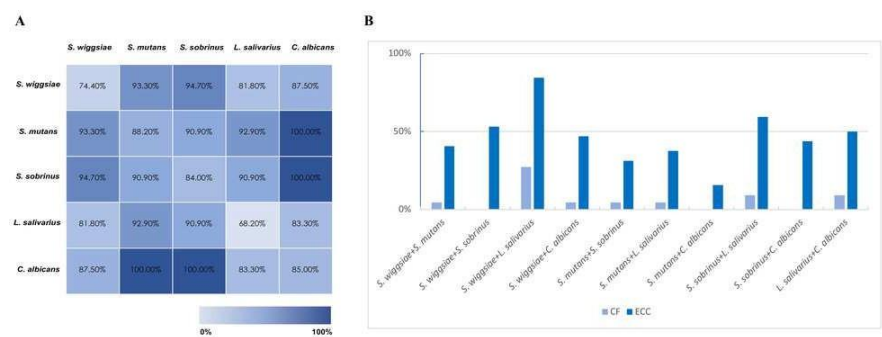 A
S. wiggsiae S. mutans S. sobrinus L. salivarius C. albicans
S. wiggsiae 74.40% 93.30% 94.70% 81.80% 87.50%
S. mutans 93.30% 88.20% 90.90% 92.90% 100.00%
S. sobrinus 94.70% 90.90% 84.00% 90.90% 100.00%
L. salivarius 81.80% 92.90% 90.90% 68.20% 83.30%
C. albicans 87.50% 100.00% 100.00% 83.30% 85.00%
0% 100%
B
100%
50%
0%
S. wiggsiae+S. mutans
S. wiggsiae+S. sobrinus
S. wiggsiae+L. salivarius
S. wiggsiae+C. albicans
S. mutans+S. sobrinus
S. mutans+L. salivarius
S. mutans+C. albicans
S. sobrinus+L. salivarius
S. sobrinus+C. albicans
L. salivarius+C. albicans
CF ECC